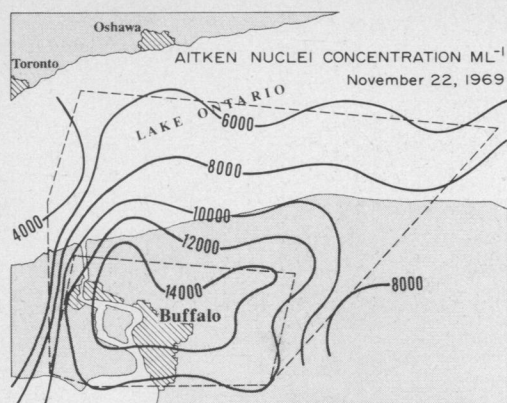 Oshawa
Toronto
AITKEN NUCLEI CONCENTRATION ML⁻¹
November 22, 1969
LAKE ONTARIO
6000
8000
4000
10000
12000
14000
8000
Buffalo